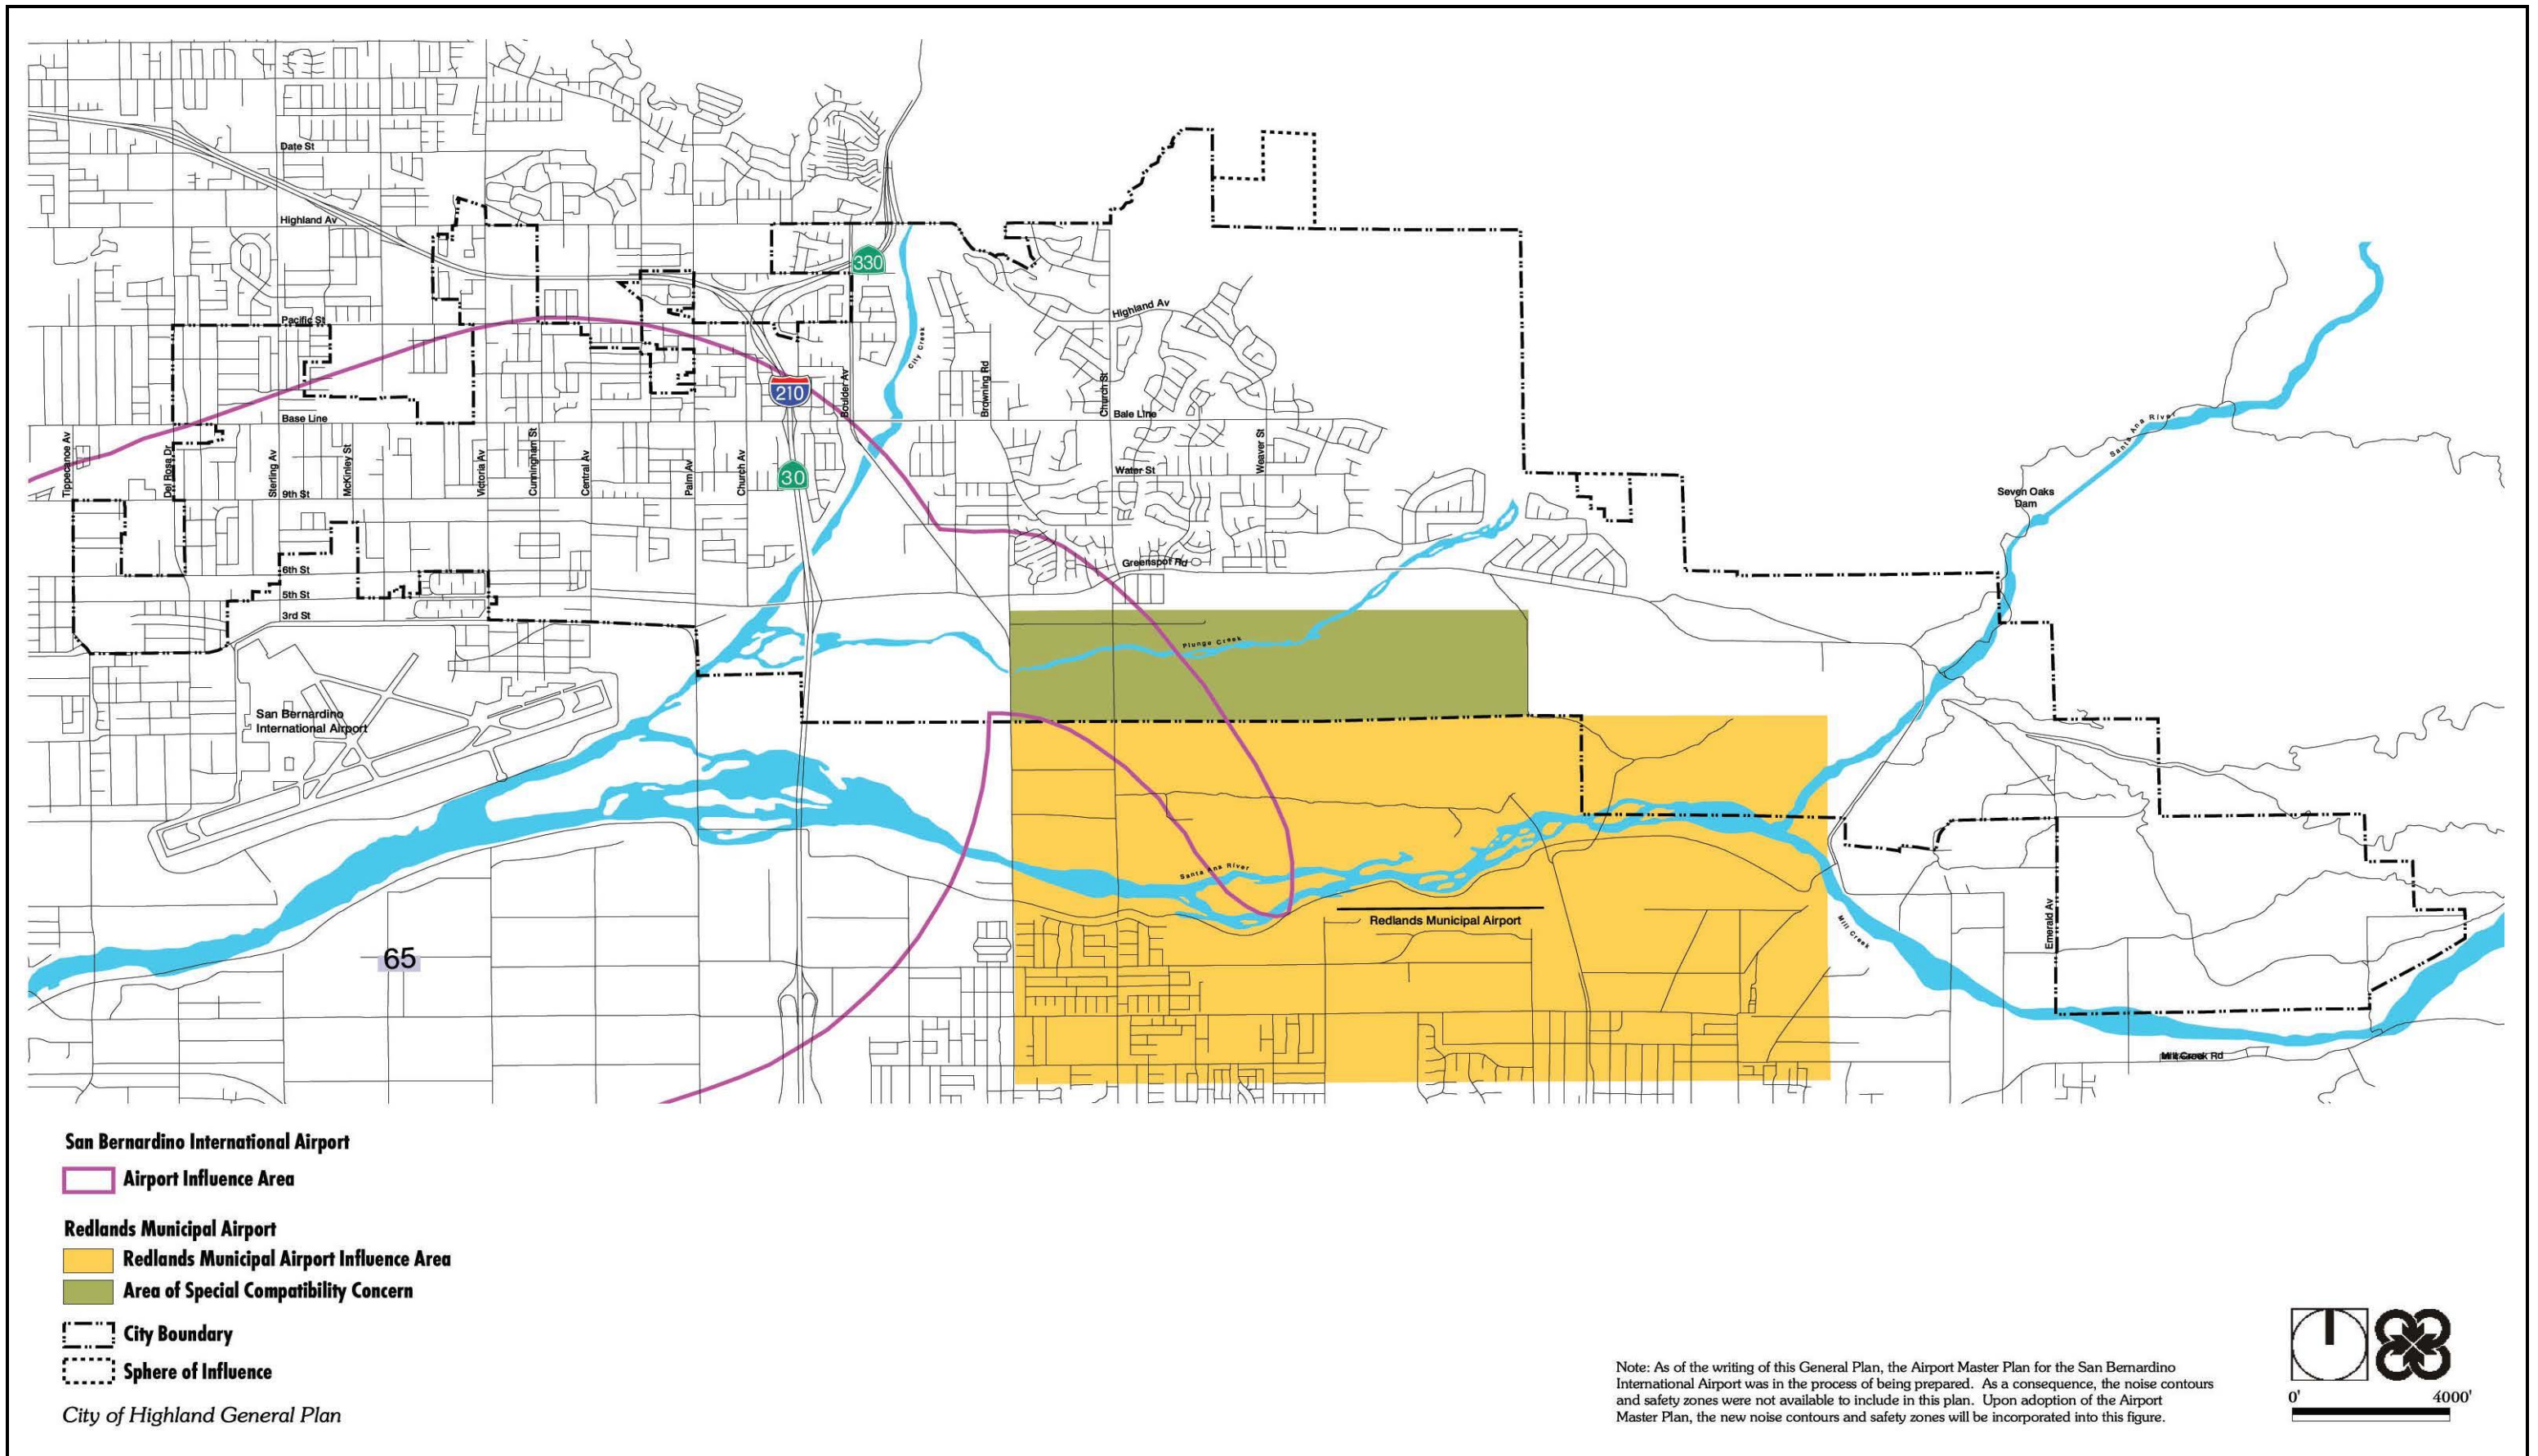 Date St
Highland Av
330
Highland Av
Pacific St
City Creek
210
Boulder Av
Browning Rd
Church St
Base Line
Bale Line
Santa Ana River
Tippecanoe Av
Del Rosa Dr
Sterling Av
McKinley St
Victoria Av
Cunningham St
Central Av
Palm Av
Church Av
30
Weaver St
Water St
9th St
Seven Oaks
Dam
Greenspot Rd
6th St
5th St
3rd St
Plunge Creek
San Bernardino
International Airport
Santa Ana River
Redlands Municipal Airport
Mill Creek
Emerald Av
65
Mill Creek Rd
San Bernardino International Airport
Airport Influence Area
Redlands Municipal Airport
Redlands Municipal Airport Influence Area
Area of Special Compatibility Concern
City Boundary
Sphere of Influence
City of Highland General Plan
Note: As of the writing of this General Plan, the Airport Master Plan for the San Bernardino
International Airport was in the process of being prepared. As a consequence, the noise contours
and safety zones were not available to include in this plan. Upon adoption of the Airport
Master Plan, the new noise contours and safety zones will be incorporated into this figure.
0'
4000'